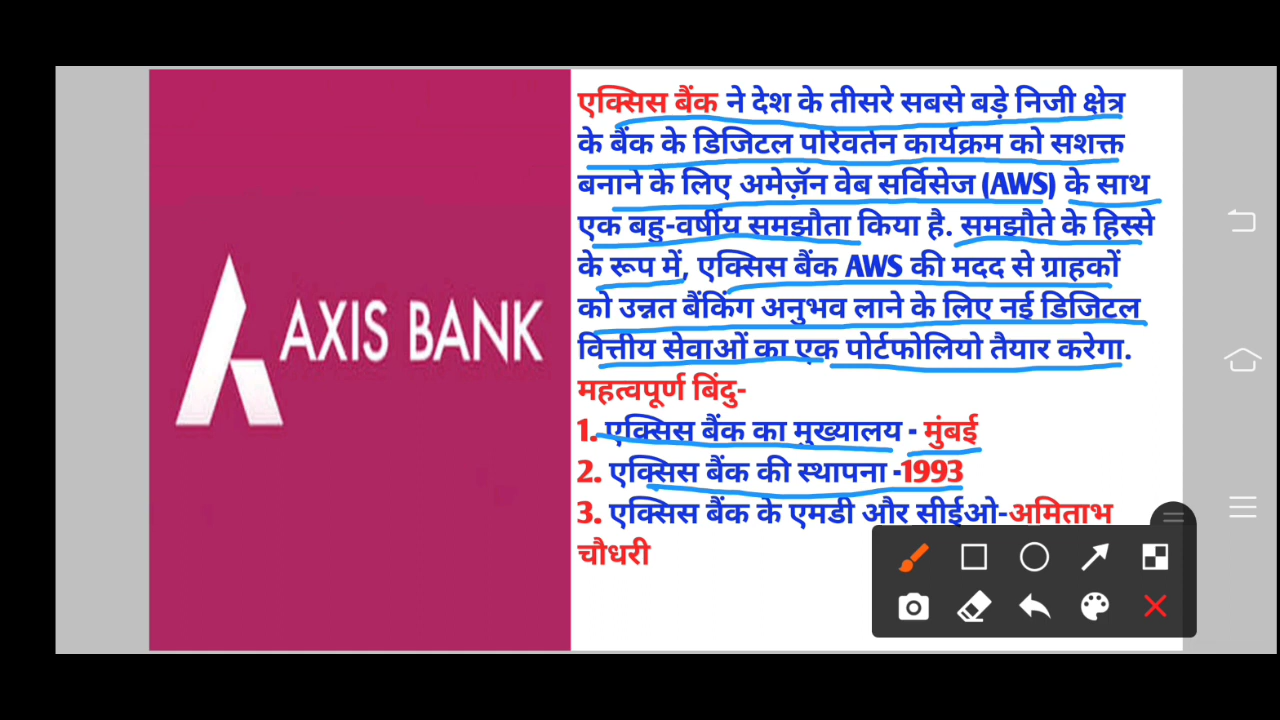 AXIS BANK
एक्सिस बैंक ने देश के तीसरे सबसे बड़े निजी क्षेत्र
के बैंक के डिजिटल परिवर्तन कार्यक्रम को सशक्त
बनाने के लिए अमेज़ॅन वेब सर्विसेज (AWS) के साथ
एक बहु-वर्षीय समझौता किया है. समझौते के हिस्से
के रूप में, एक्सिस बैंक AWS की मदद से ग्राहकों
को उन्नत बैंकिंग अनुभव लाने के लिए नई डिजिटल
वित्तीय सेवाओं का एक पोर्टफोलियो तैयार करेगा.
महत्वपूर्ण बिंदु-
1. एक्सिस बैंक का मुख्यालय - मुंबई
2. एक्सिस बैंक की स्थापना -1993
3. एक्सिस बैंक के एमडी और सीईओ-अमिताभ
चौधरी